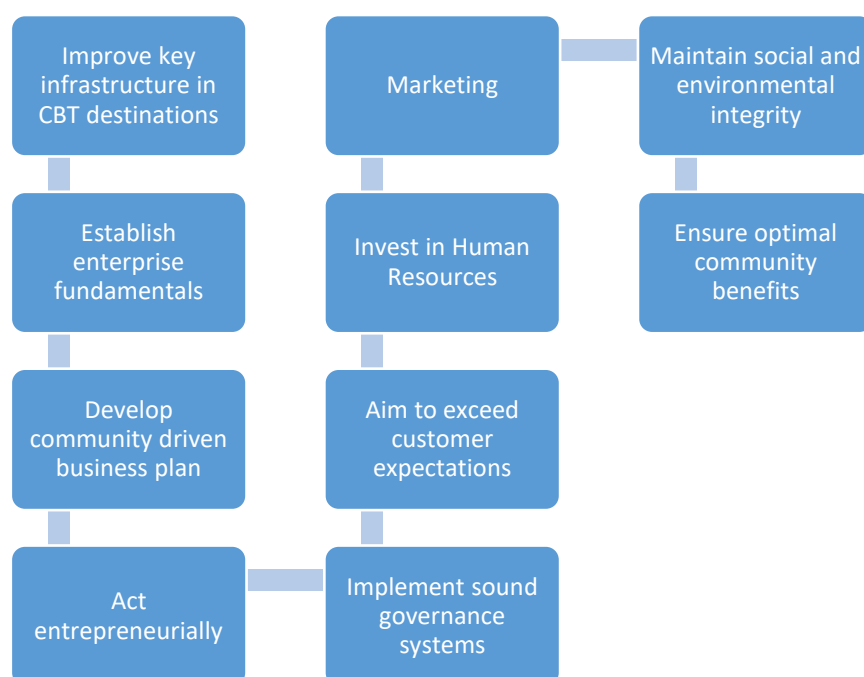 Improve key
infrastructure in
CBT destinations
Establish
enterprise
fundamentals
Develop
community driven
business plan
Act
entrepreneurially
Implement sound
governance
systems
Aim to exceed
customer
expectations
Invest in Human
Resources
Marketing
Maintain social and
environmental
integrity
Ensure optimal
community
benefits